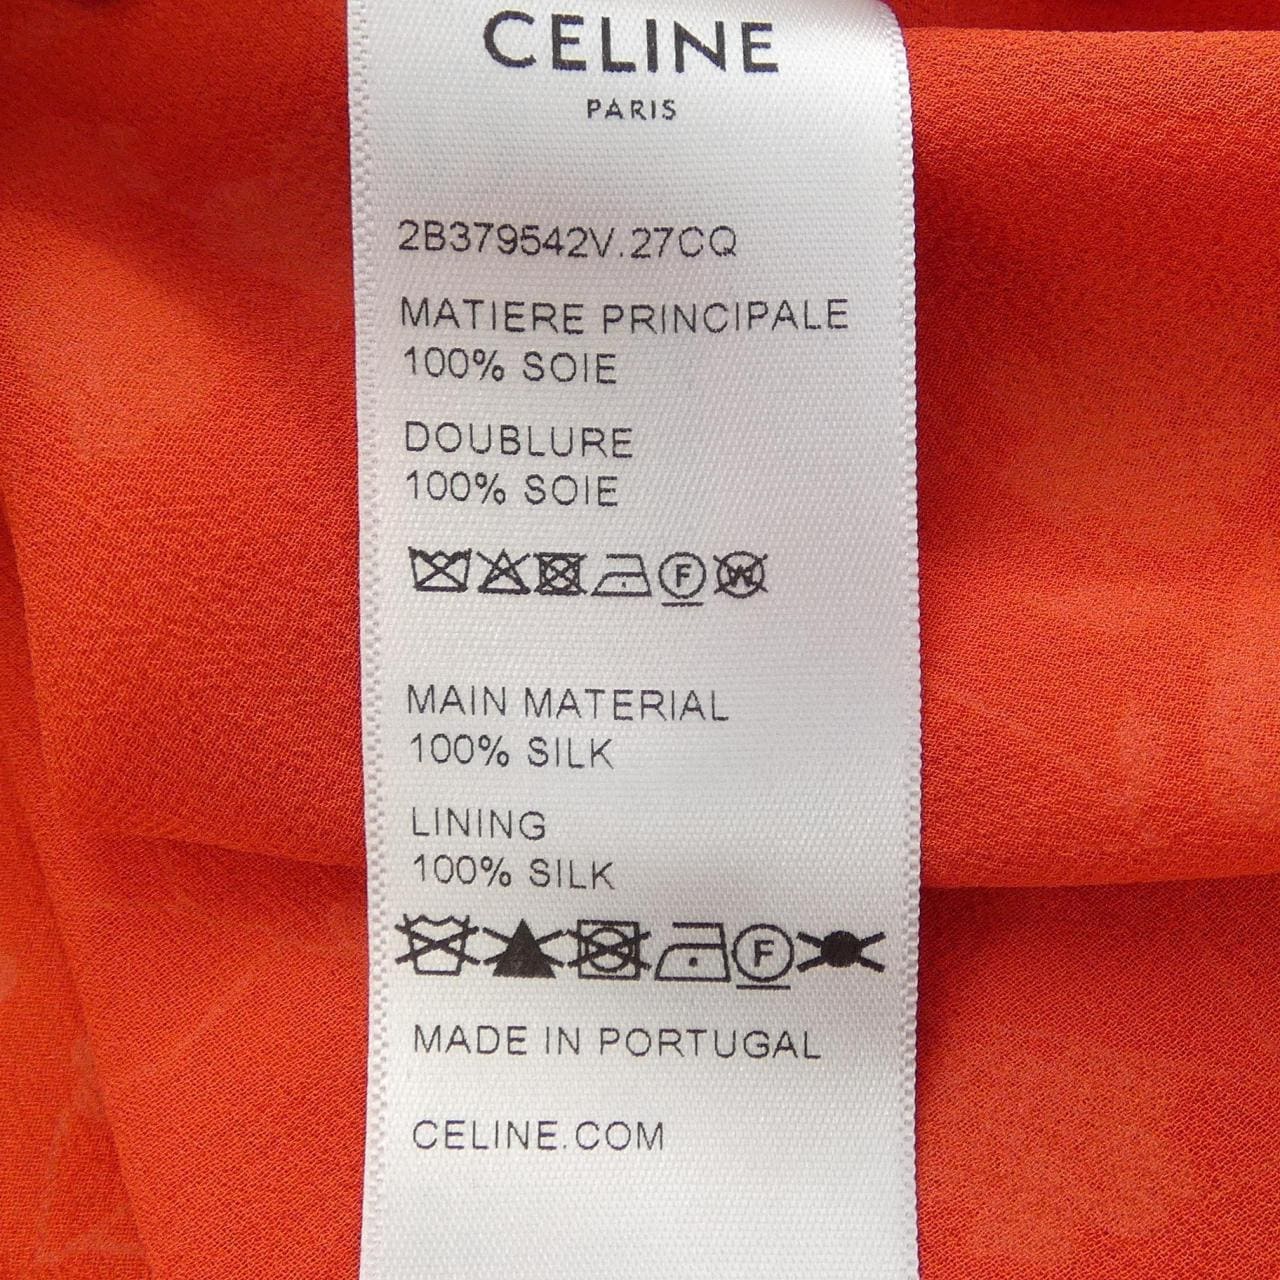 CELINE
PARIS
2B379542V.27CQ
MATIERE PRINCIPALE
100% SOIE
DOUBLURE
100% SOIE
F W
MAIN MATERIAL
100% SILK
LINING
100% SILK
F
MADE IN PORTUGAL
CELINE.COM